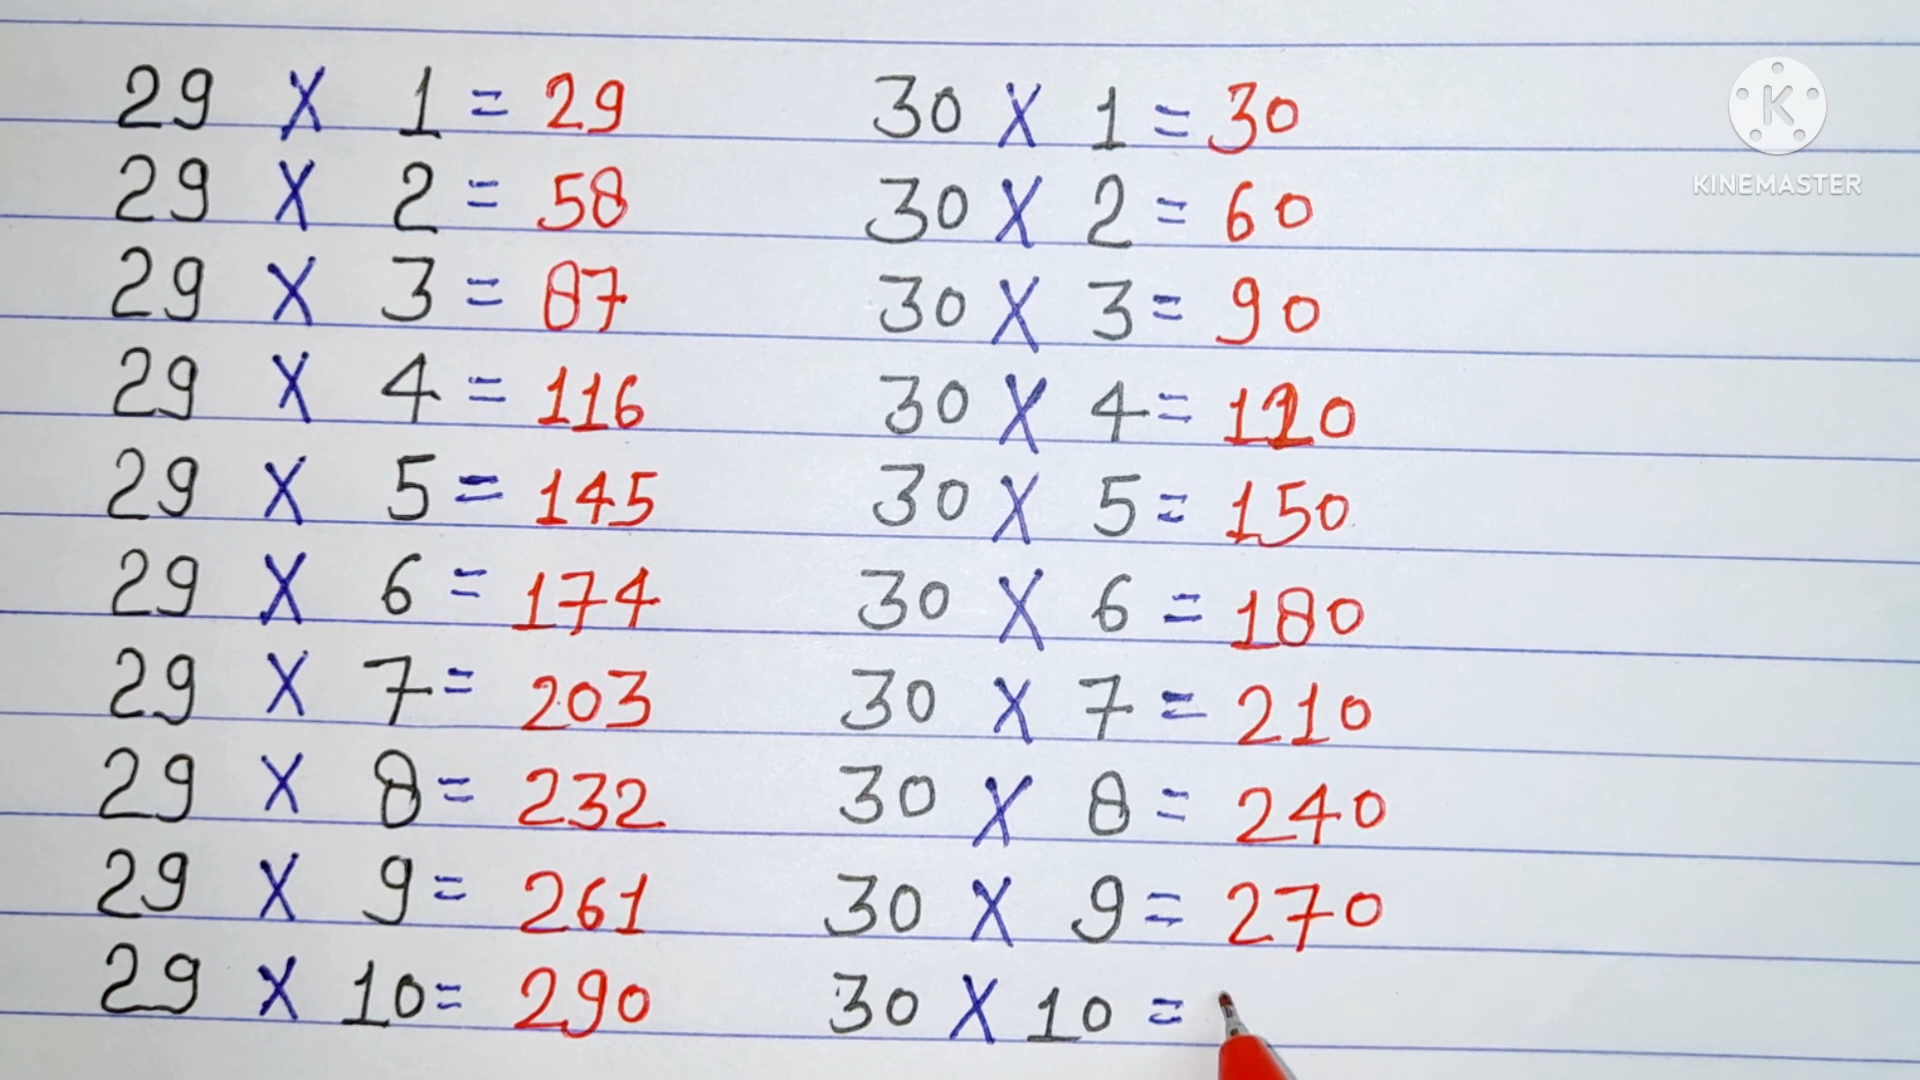 29 X 1 = 29
29 X 2 = 58
29 X 3 = 87
29 X 4 = 116
29 X 5 = 145
29 X 6 = 174
29 X 7 = 203
29 X 8 = 232
29 X 9 = 261
29 X 10 = 290
30 X 1 = 30
30 X 2 = 60
30 X 3 = 90
30 X 4 = 120
30 X 5 = 150
30 X 6 = 180
30 X 7 = 210
30 X 8 = 240
30 X 9 = 270
30 X 10 =
K
KINEMASTER